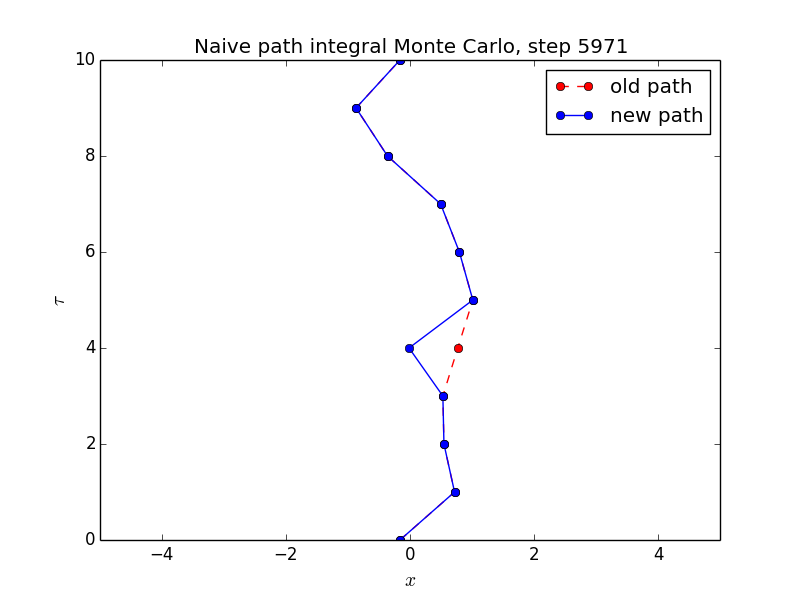 Naive path integral Monte Carlo, step 5971
old path
new path
10
8
6
4
2
0
τ
−4
−2
0
2
4
x